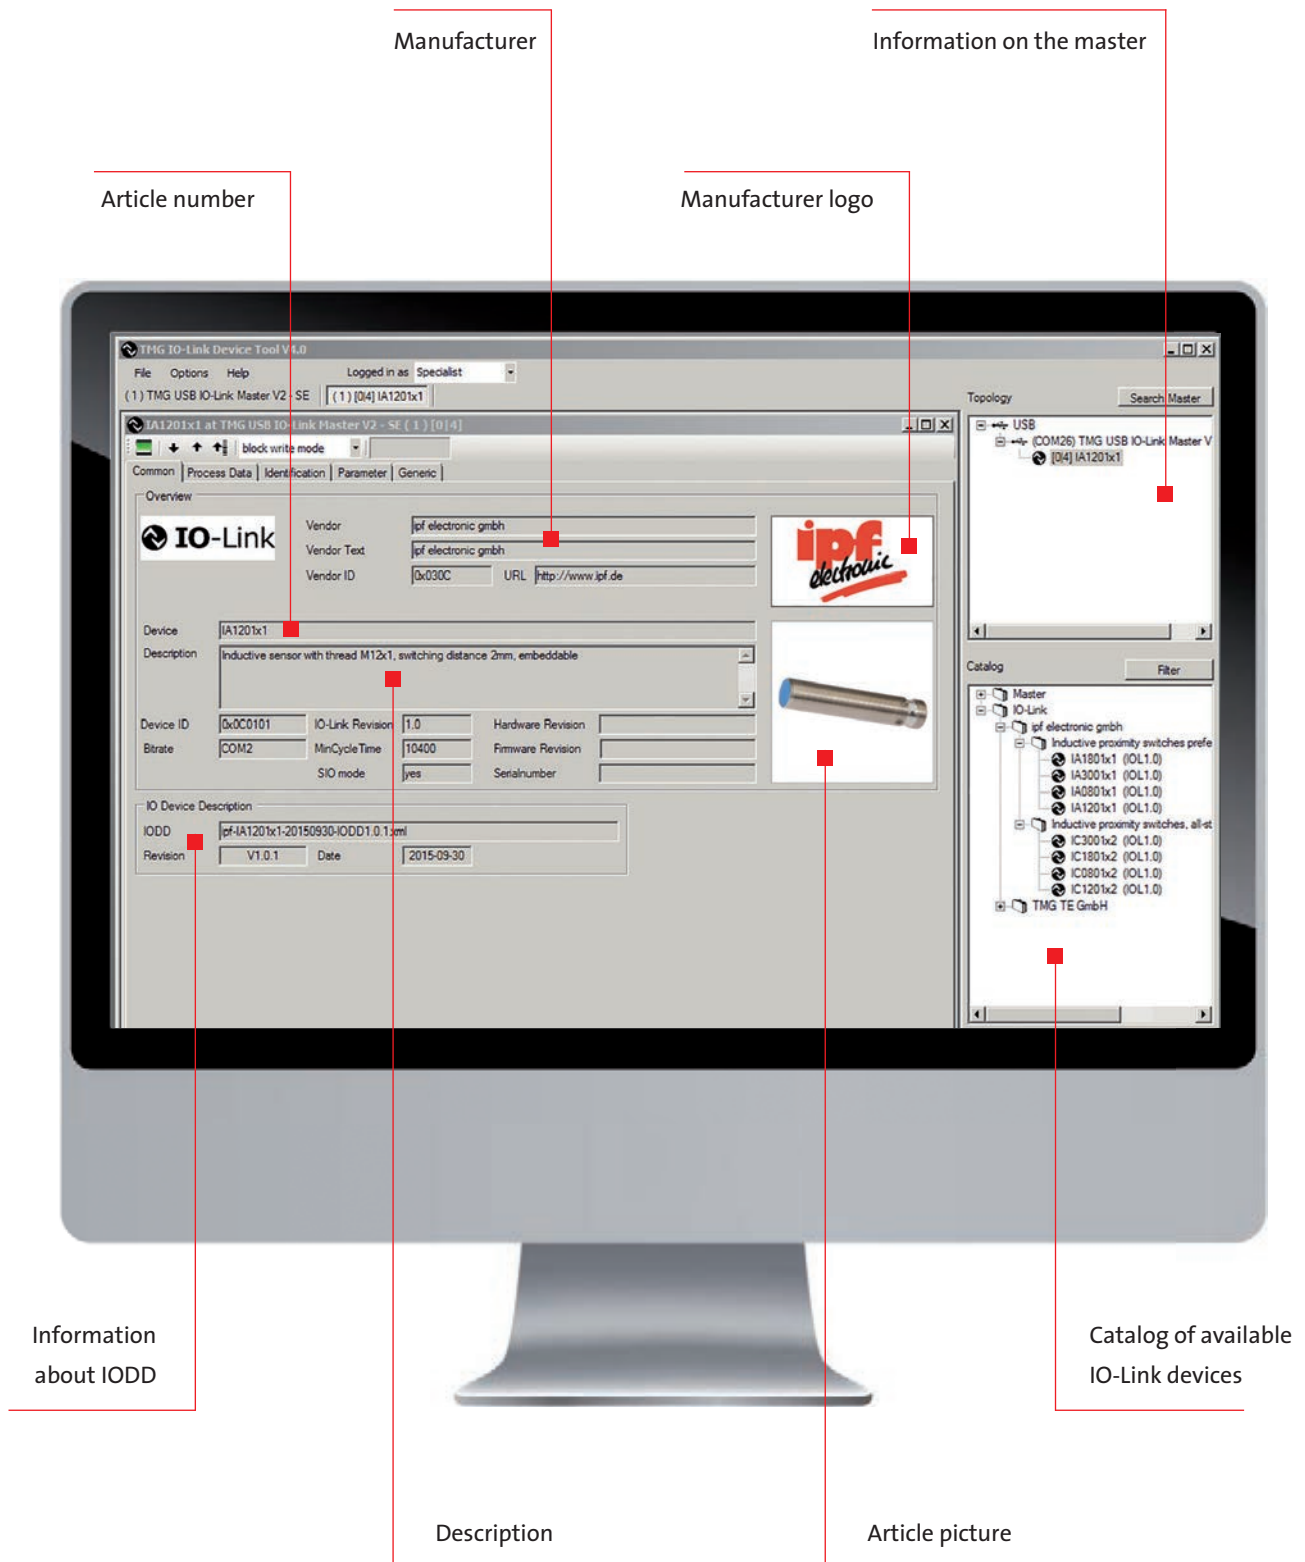 Manufacturer
Information on the master
Article number
Manufacturer logo
TMG IO-Link Device Tool V4.0
File Options Help Logged in as Specialist
(1) TMG USB IO-Link Master V2 - SE (1) [0|4] IA1201x1
Topology Search Master
IA1201x1 at TMG USB IO-Link Master V2 - SE (1) [0|4]
block write mode
Common Process Data Identification Parameter Generic
USB
(COM26) TMG USB IO-Link Master V
[0|4] IA1201x1
Overview
IO-Link
Vendor ipf electronic gmbh
Vendor Text ipf electronic gmbh
Vendor ID 0x030C URL http://www.ipf.de
ipf
electronic
Device IA1201x1
Description Inductive sensor with thread M12x1, switching distance 2mm, embeddable
Device ID 0x0C0101 IO-Link Revision 1.0 Hardware Revision
Bitrate COM2 MinCycleTime 10400 Firmware Revision
SIO mode yes Serialnumber
IO Device Description
IODD ipf-IA1201x1-20150930-IODD1.0.1.xml
Revision V1.0.1 Date 2015-09-30
Catalog Filter
Master
IO-Link
ipf electronic gmbh
Inductive proximity switches prefe
IA1801x1 (IOL1.0)
IA3001x1 (IOL1.0)
IA0801x1 (IOL1.0)
IA1201x1 (IOL1.0)
Inductive proximity switches, all-st
IC3001x2 (IOL1.0)
IC1801x2 (IOL1.0)
IC0801x2 (IOL1.0)
IC1201x2 (IOL1.0)
TMG TE GmbH
Information
about IODD
Catalog of available
IO-Link devices
Description
Article picture